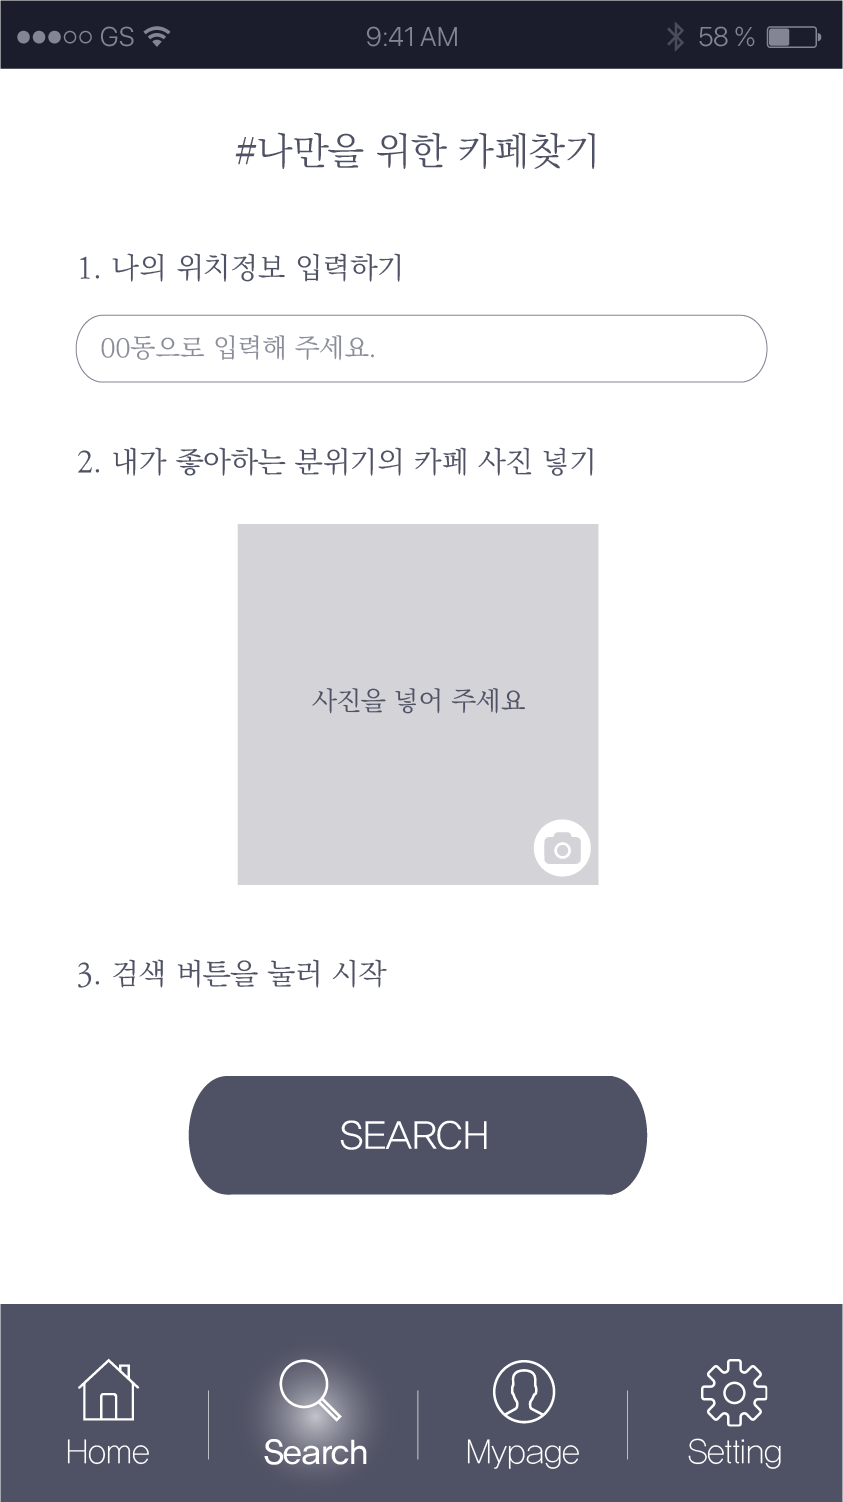 GS 9:41 AM 58 %
#나만을 위한 카페찾기
1. 나의 위치정보 입력하기
00동으로 입력해 주세요.
2. 내가 좋아하는 분위기의 카페 사진 넣기
사진을 넣어 주세요
3. 검색 버튼을 눌러 시작
SEARCH
Home Search Mypage Setting